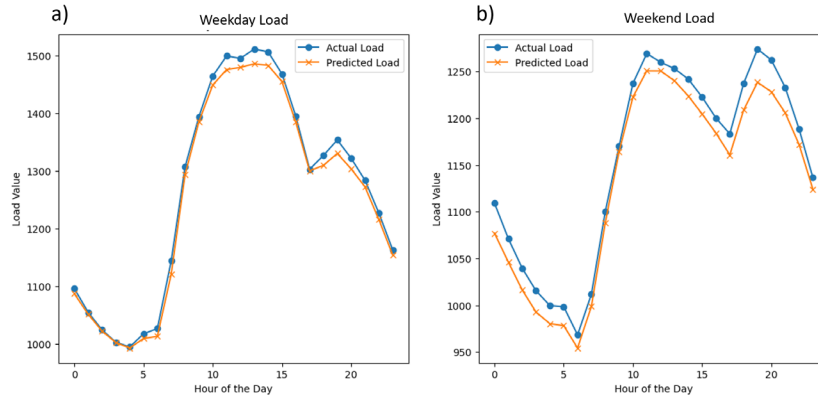 a)
Weekday Load
Actual Load
Predicted Load
1500
1400
1300
1200
1100
1000
Load Value
0
5
10
15
20
Hour of the Day
b)
Weekend Load
Actual Load
Predicted Load
1250
1200
1150
1100
1050
1000
950
Load Value
0
5
10
15
20
Hour of the Day